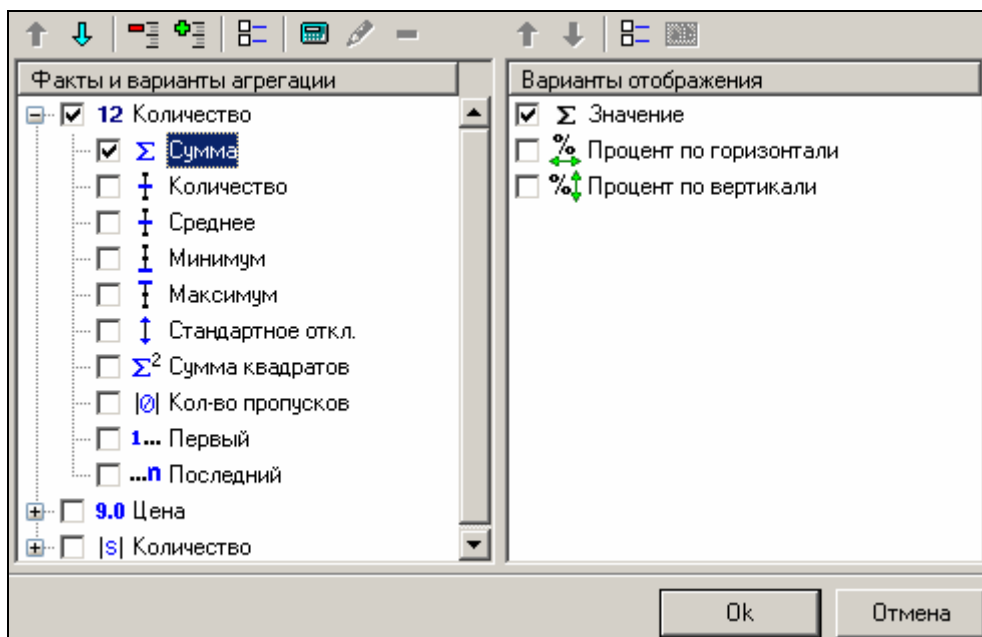 Факты и варианты агрегации
12 Количество
Σ Сумма
Количество
Среднее
Минимум
Максимум
Стандартное откл.
Σ² Сумма квадратов
|0| Кол-во пропусков
1... Первый
...n Последний
9.0 Цена
|S| Количество
Варианты отображения
Σ Значение
% Процент по горизонтали
% Процент по вертикали
Ok
Отмена